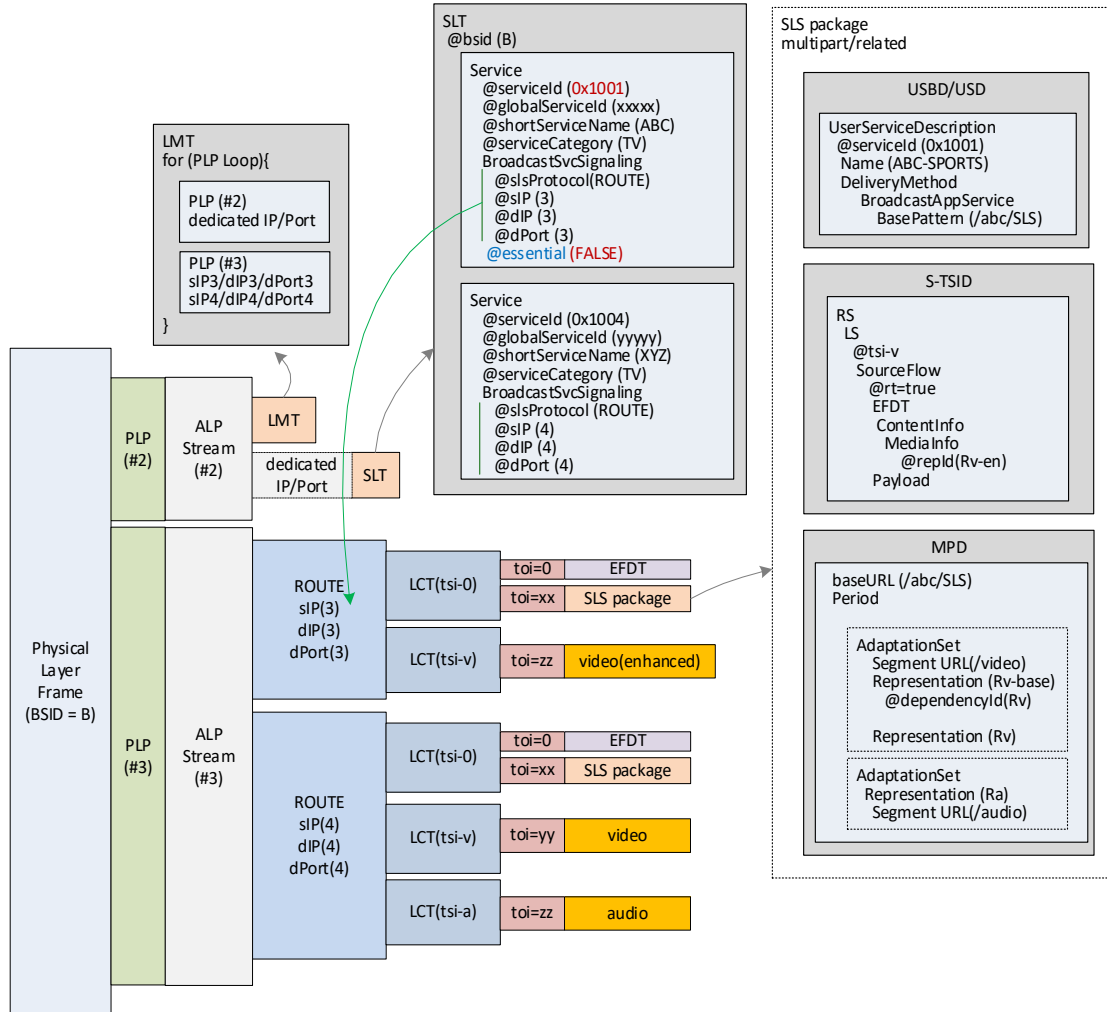 LMT
for (PLP Loop){
PLP (#2)
dedicated IP/Port
PLP (#3)
sIP3/dIP3/dPort3
sIP4/dIP4/dPort4
}
SLT
@bsid (B)
Service
@serviceId (0x1001)
@globalServiceId (xxxxx)
@shortServiceName (ABC)
@serviceCategory (TV)
BroadcastSvcSignaling
@slsProtocol(ROUTE)
@sIP (3)
@dIP (3)
@dPort (3)
@essential (FALSE)
Service
@serviceId (0x1004)
@globalServiceId (yyyyy)
@shortServiceName (XYZ)
@serviceCategory (TV)
BroadcastSvcSignaling
@slsProtocol (ROUTE)
@sIP (4)
@dIP (4)
@dPort (4)
SLS package
multipart/related
USBD/USD
UserServiceDescription
@serviceId (0x1001)
Name (ABC-SPORTS)
DeliveryMethod
BroadcastAppService
BasePattern (/abc/SLS)
S-TSID
RS
LS
@tsi-v
SourceFlow
@rt=true
EFDT
ContentInfo
MediaInfo
@repId(Rv-en)
Payload
MPD
baseURL (/abc/SLS)
Period
AdaptationSet
Segment URL(/video)
Representation (Rv-base)
@dependencyId(Rv)
Representation (Rv)
AdaptationSet
Representation (Ra)
Segment URL(/audio)
Physical
Layer
Frame
(BSID = B)
PLP
(#2)
ALP
Stream
(#2)
LMT
dedicated
IP/Port
SLT
PLP
(#3)
ALP
Stream
(#3)
ROUTE
sIP(3)
dIP(3)
dPort(3)
LCT(tsi-0)
toi=0
EFDT
toi=xx
SLS package
LCT(tsi-v)
toi=zz
video(enhanced)
ROUTE
sIP(4)
dIP(4)
dPort(4)
LCT(tsi-0)
toi=0
EFDT
toi=xx
SLS package
LCT(tsi-v)
toi=yy
video
LCT(tsi-a)
toi=zz
audio